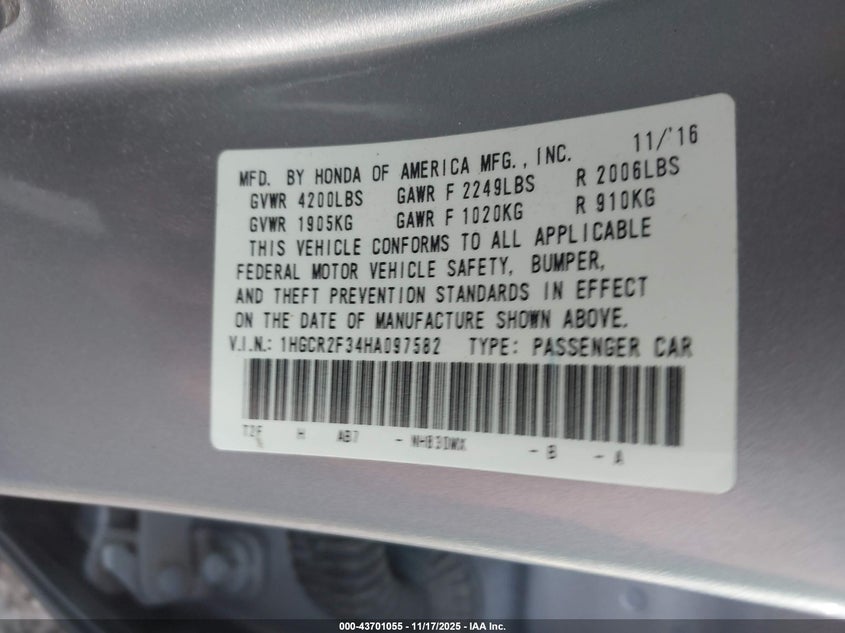 MFD. BY HONDA OF AMERICA MFG., INC. 11/'16
GVWR 4200LBS GAWR F 2249LBS R 2006LBS
GVWR 1905KG GAWR F 1020KG R 910KG
THIS VEHICLE CONFORMS TO ALL APPLICABLE
FEDERAL MOTOR VEHICLE SAFETY, BUMPER,
AND THEFT PREVENTION STANDARDS IN EFFECT
ON THE DATE OF MANUFACTURE SHOWN ABOVE.
V.I.N.: 1HGCR2F34HA097582 TYPE: PASSENGER CAR
T2F H AB7 - NH830MX - B - A
000-43701055 - 11/17/2025 - IAA Inc.